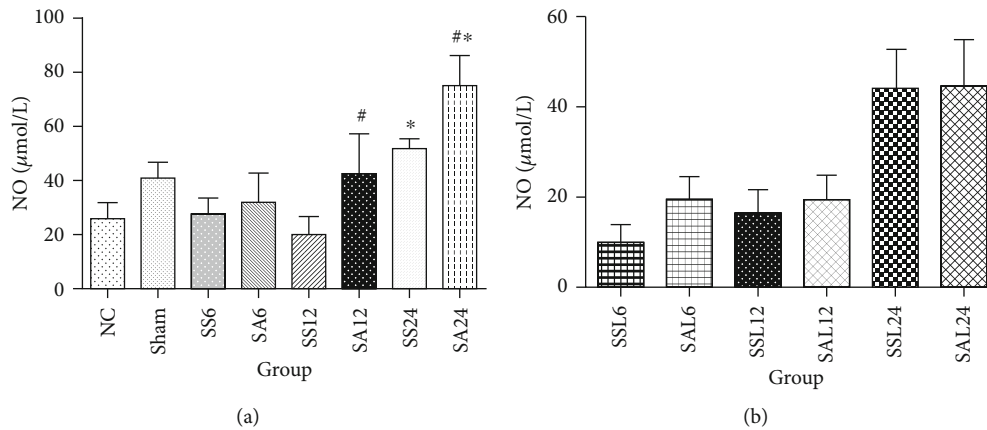 100
80
60
40
20
0
NO (μmol/L)
#
*
#*
NC
Sham
SS6
SA6
SS12
SA12
SS24
SA24
Group
(a)
60
40
20
0
NO (μmol/L)
SSL6
SAL6
SSL12
SAL12
SSL24
SAL24
Group
(b)